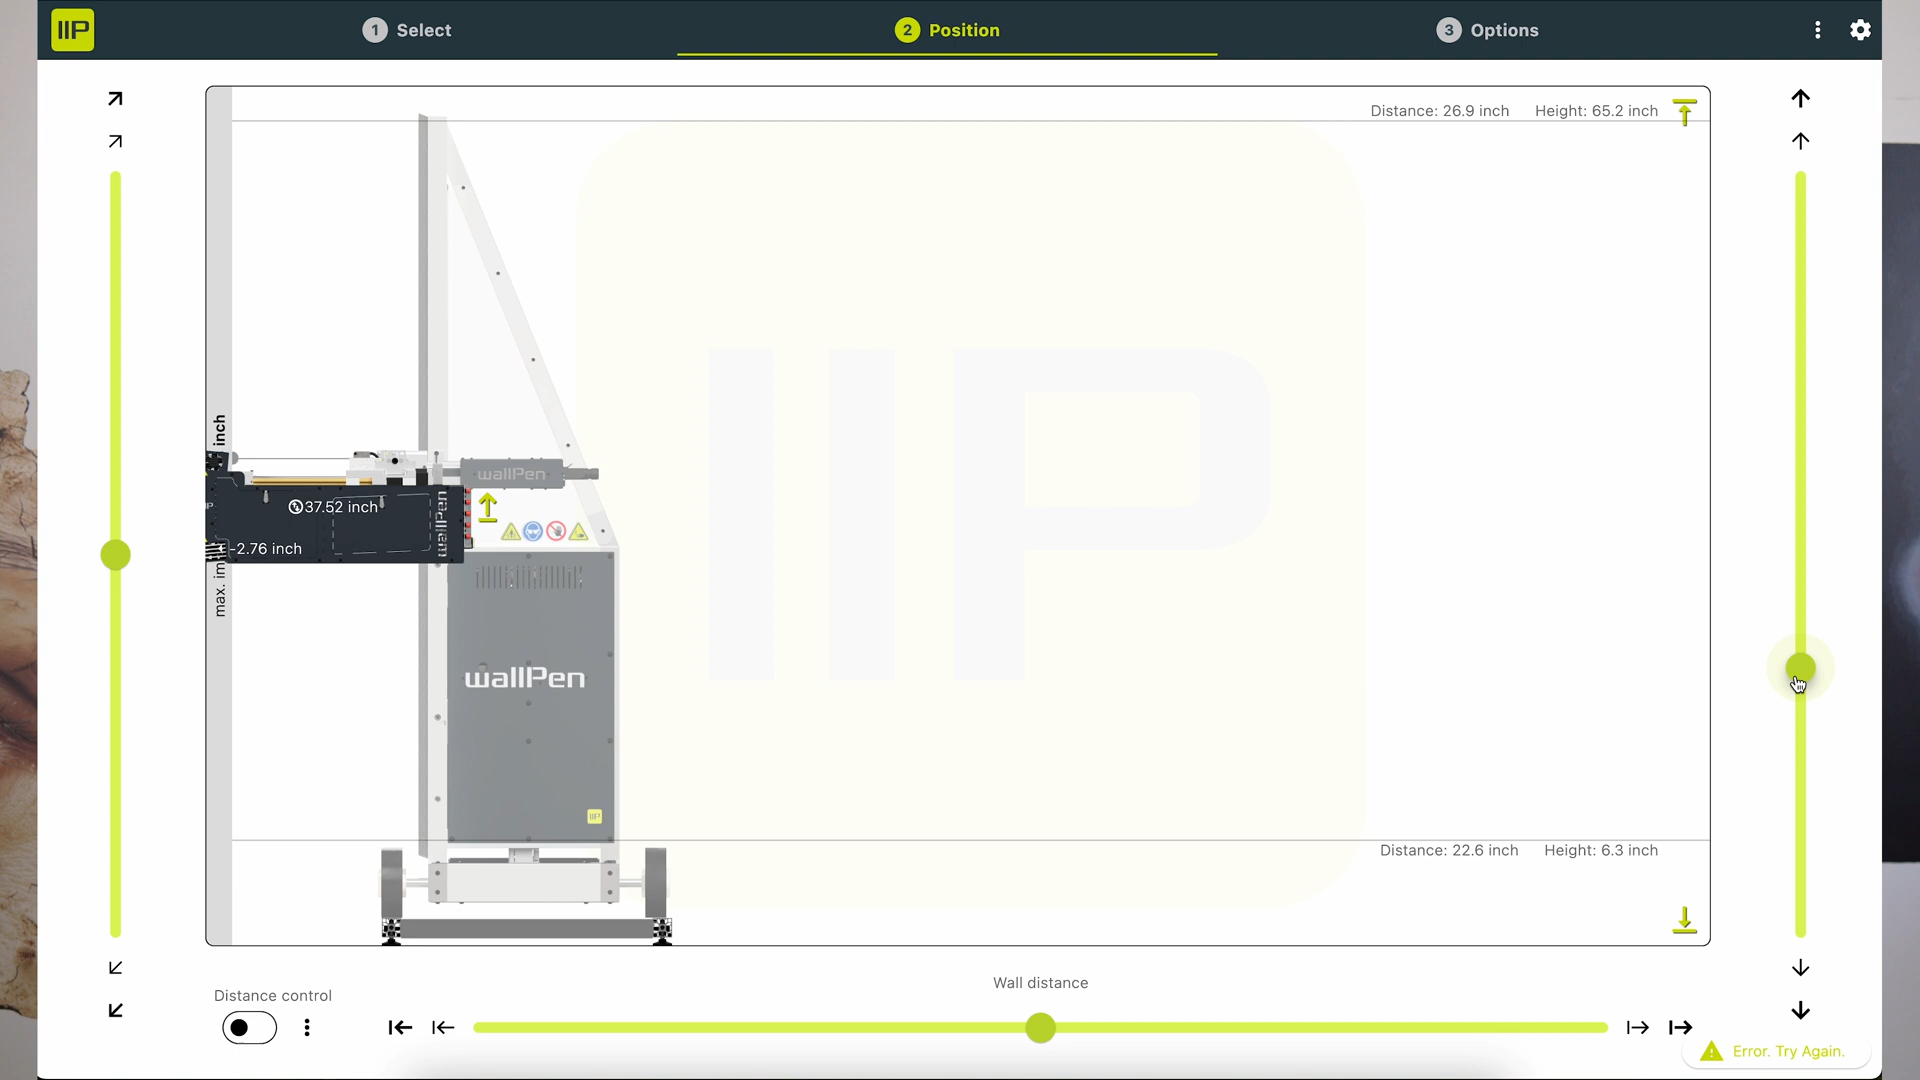 IIP
1 Select
2 Position
3 Options
Distance: 26.9 inch Height: 65.2 inch
inch
wallPen
37.52 inch
wallPen
-2.76 inch
max. im
wallPen
IIP
Distance: 22.6 inch Height: 6.3 inch
Wall distance
Distance control
Error. Try Again.